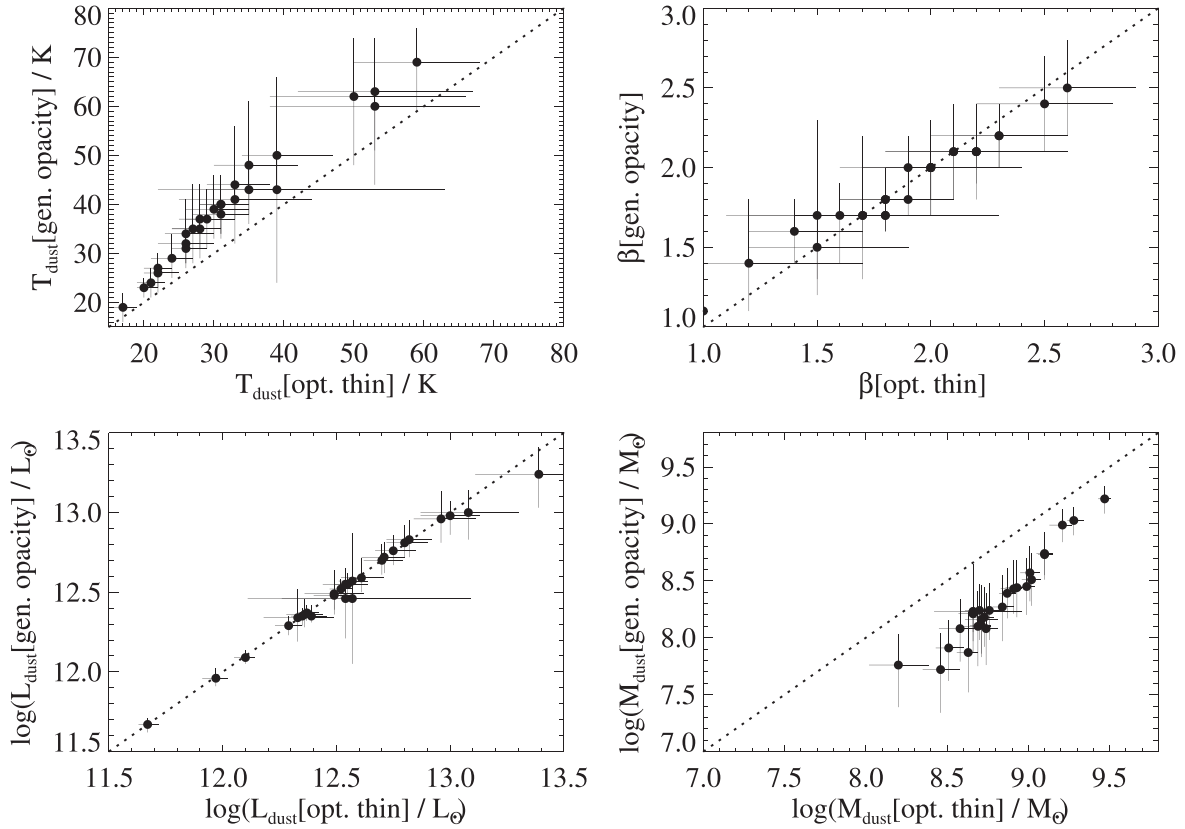 80
70
60
50
40
30
20
T_dust[gen. opacity] / K
20 30 40 50 60 70 80
T_dust[opt. thin] / K
3.0
2.5
2.0
1.5
1.0
β[gen. opacity]
1.0 1.5 2.0 2.5 3.0
β[opt. thin]
13.5
13.0
12.5
12.0
11.5
log(L_dust[gen. opacity] / L_⊙)
11.5 12.0 12.5 13.0 13.5
log(L_dust[opt. thin] / L_⊙)
9.5
9.0
8.5
8.0
7.5
7.0
log(M_dust[gen. opacity] / M_⊙)
7.0 7.5 8.0 8.5 9.0 9.5
log(M_dust[opt. thin] / M_⊙)